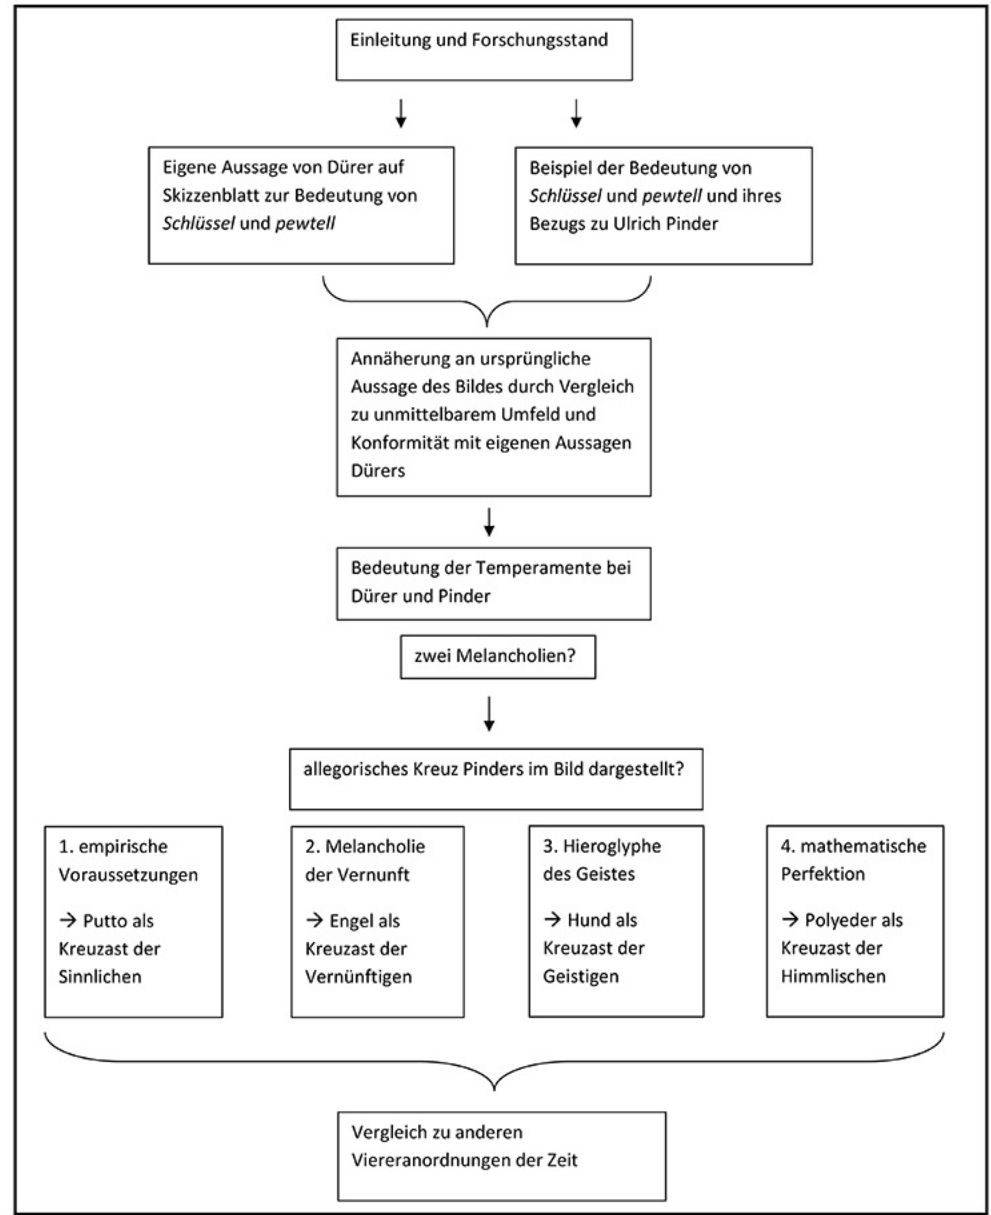 Einleitung und Forschungsstand
Eigene Aussage von Dürer auf
Skizzenblatt zur Bedeutung von
Schlüssel und pewtell
Beispiel der Bedeutung von
Schlüssel und pewtell und ihres
Bezugs zu Ulrich Pinder
Annäherung an ursprüngliche
Aussage des Bildes durch Vergleich
zu unmittelbarem Umfeld und
Konformität mit eigenen Aussagen
Dürers
Bedeutung der Temperamente bei
Dürer und Pinder
zwei Melancholien?
allegorisches Kreuz Pinders im Bild dargestellt?
1. empirische
Voraussetzungen
→ Putto als
Kreuzast der
Sinnlichen
2. Melancholie
der Vernunft
→ Engel als
Kreuzast der
Vernünftigen
3. Hieroglyphe
des Geistes
→ Hund als
Kreuzast der
Geistigen
4. mathematische
Perfektion
→ Polyeder als
Kreuzast der
Himmlischen
Vergleich zu anderen
Viereranordnungen der Zeit